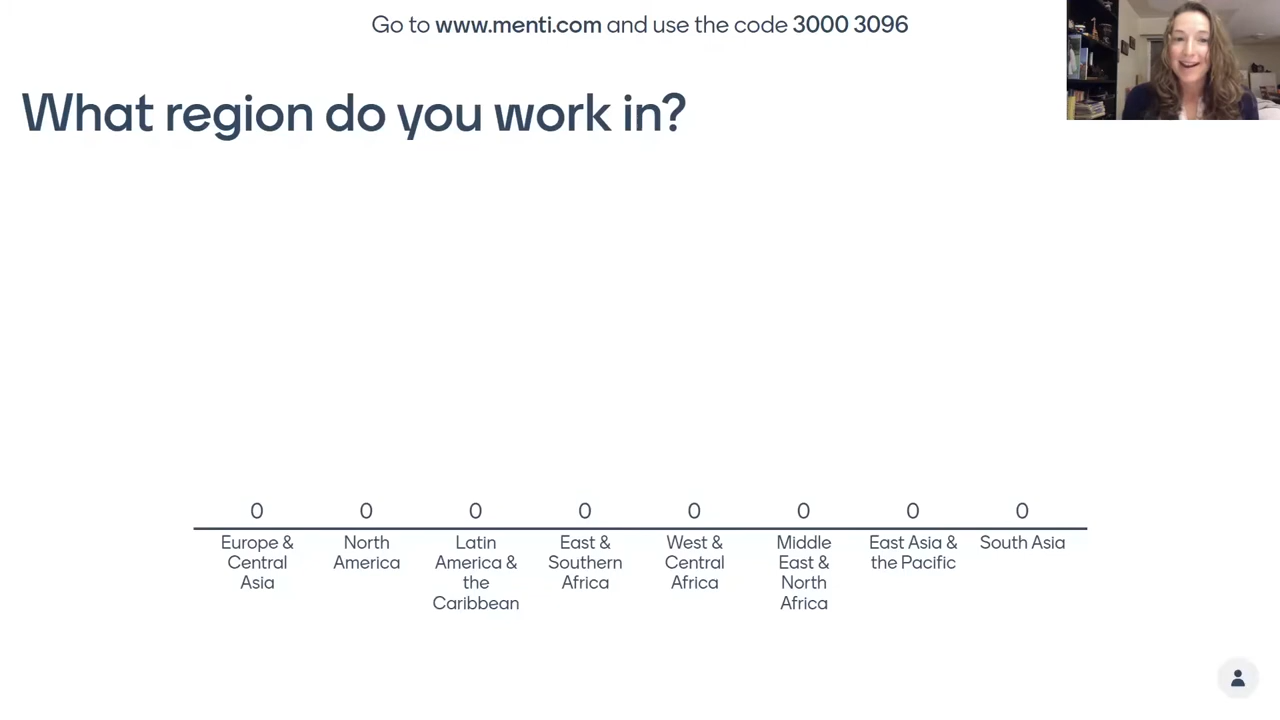 Go to www.menti.com and use the code 3000 3096
What region do you work in?
0 0 0 0 0 0 0 0
Europe &
Central
Asia
North
America
Latin
America &
the
Caribbean
East &
Southern
Africa
West &
Central
Africa
Middle
East &
North
Africa
East Asia &
the Pacific
South Asia